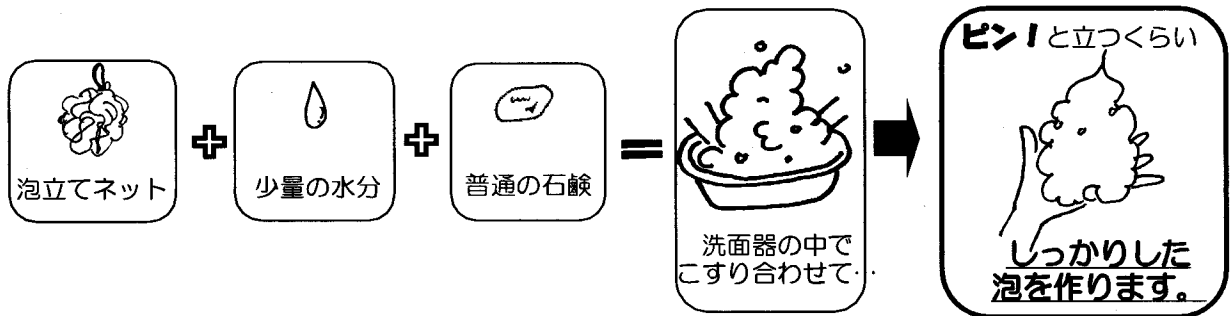 泡立てネット
少量の水分
普通の石鹸
洗面器の中で
こすり合わせて…
ピン!と立つくらい
しっかりした
泡を作ります。